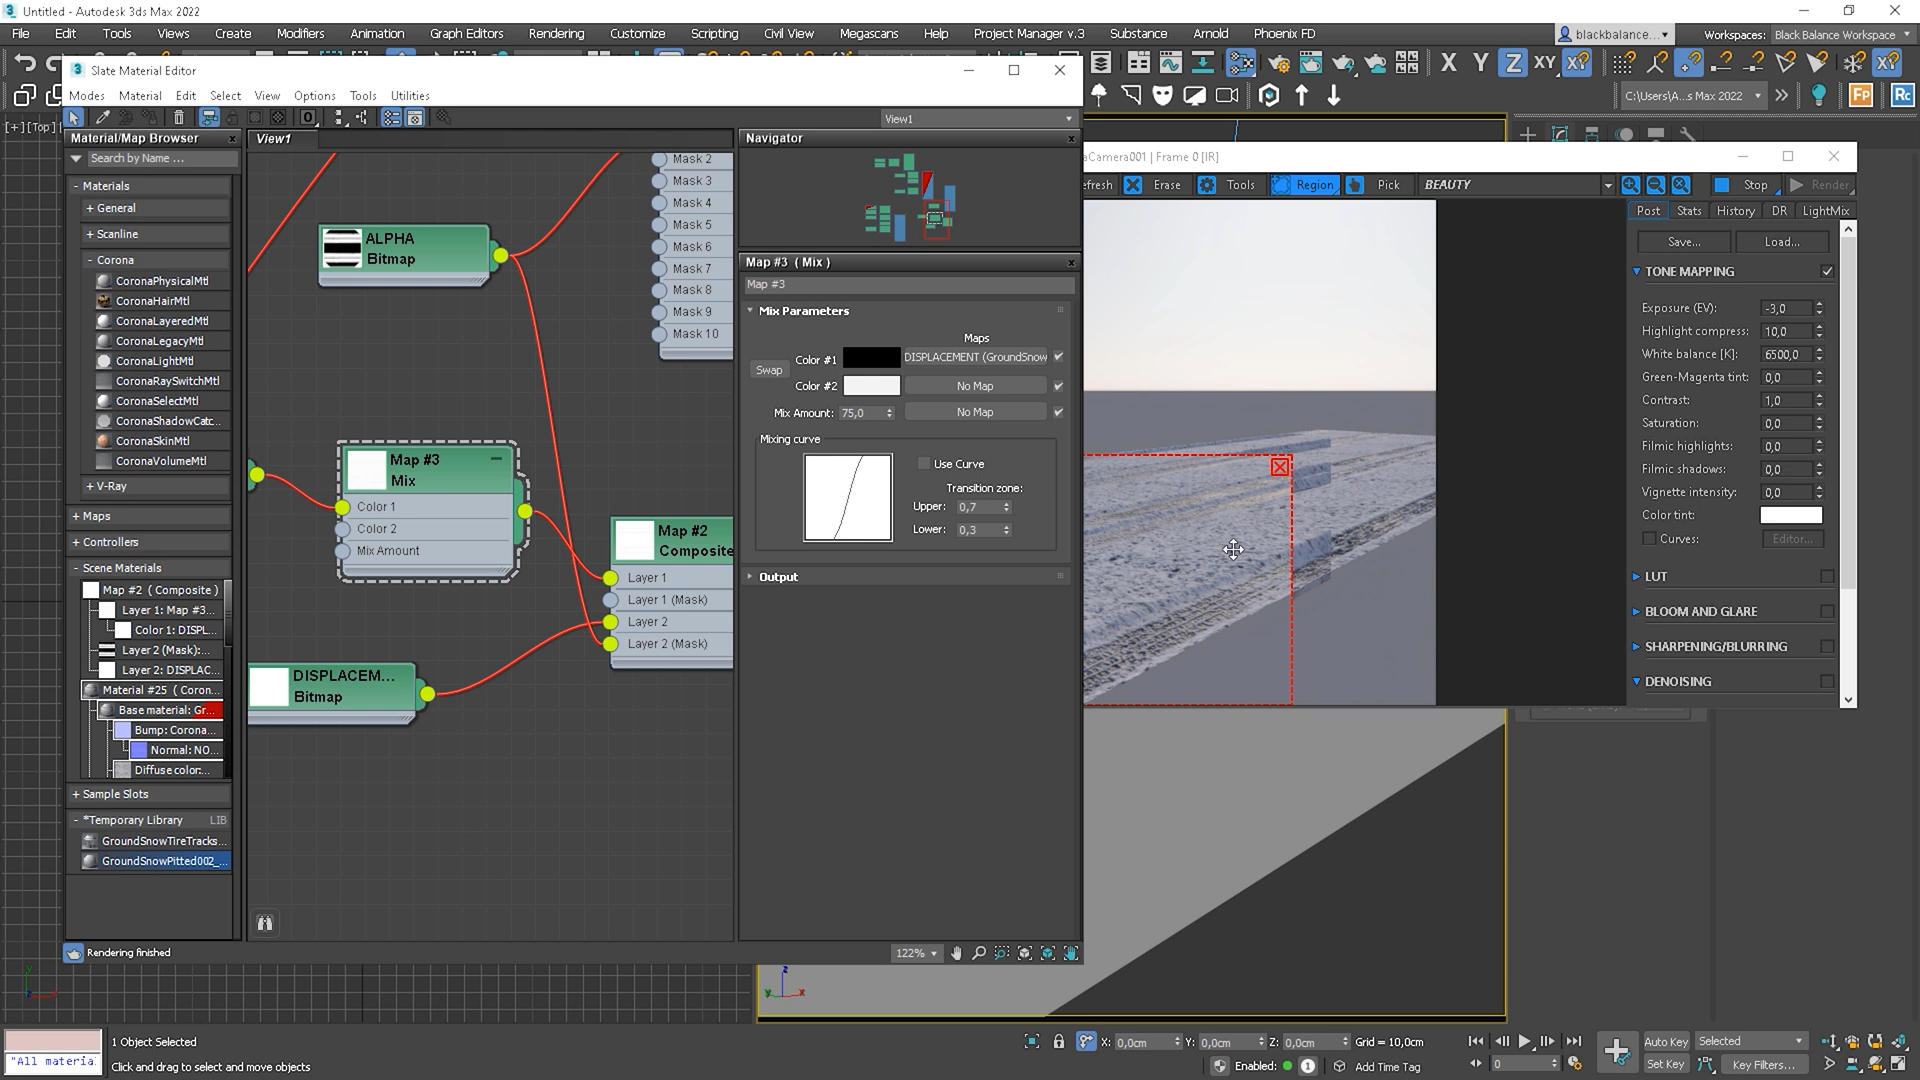 Untitled - Autodesk 3ds Max 2022
File Edit Tools Views Create Modifiers Animation Graph Editors Rendering Customize Scripting Civil View Megascans Help Project Manager v.3 Substance Arnold Phoenix FD
blackbalance... Workspaces: Black Balance Workspace
X Y Z XY
C:\Users\A...s Max 2022
Slate Material Editor
Modes Material Edit Select View Options Tools Utilities
View1
[+][Top]
Material/Map Browser
View1
Navigator
Search by Name ...
- Materials
+ General
+ Scanline
- Corona
CoronaPhysicalMtl
CoronaHairMtl
CoronaLayeredMtl
CoronaLegacyMtl
CoronaLightMtl
CoronaRaySwitchMtl
CoronaSelectMtl
CoronaShadowCatc...
CoronaSkinMtl
CoronaVolumeMtl
+ V-Ray
+ Maps
+ Controllers
- Scene Materials
Map #2 ( Composite )
Layer 1: Map #3...
Color 1: DISPL...
Layer 2 (Mask):...
Layer 2: DISPLAC...
Material #25 ( Coron...
Base material: Gr...
Bump: Corona...
Normal: NO...
Diffuse color:...
+ Sample Slots
- *Temporary Library LIB
GroundSnowTireTracks...
GroundSnowPitted002_...
ALPHA
Bitmap
Mask 2
Mask 3
Mask 4
Mask 5
Mask 6
Mask 7
Mask 8
Mask 9
Mask 10
Map #3
Mix
Color 1
Color 2
Mix Amount
Map #2
Composite
Layer 1
Layer 1 (Mask)
Layer 2
Layer 2 (Mask)
DISPLACEM...
Bitmap
Map #3 ( Mix )
Map #3
Mix Parameters
Maps
Swap
Color #1 DISPLACEMENT (GroundSnow
Color #2 No Map
Mix Amount: 75,0 No Map
Mixing curve
Use Curve
Transition zone:
Upper: 0,7
Lower: 0,3
Output
Rendering finished
122%
aCamera001 | Frame 0 [IR]
efresh Erase Tools Region Pick BEAUTY Stop Render
Post Stats History DR LightMix
Save... Load...
TONE MAPPING
Exposure (EV): -3,0
Highlight compress: 10,0
White balance [K]: 6500,0
Green-Magenta tint: 0,0
Contrast: 1,0
Saturation: 0,0
Filmic highlights: 0,0
Filmic shadows: 0,0
Vignette intensity: 0,0
Color tint:
Curves: Editor...
LUT
BLOOM AND GLARE
SHARPENING/BLURRING
DENOISING
z
y x
"All materia
1 Object Selected
Click and drag to select and move objects
X: 0,0cm Y: 0,0cm Z: 0,0cm Grid = 10,0cm
Enabled: 1 Add Time Tag
0
Auto Key Selected
Set Key Key Filters...